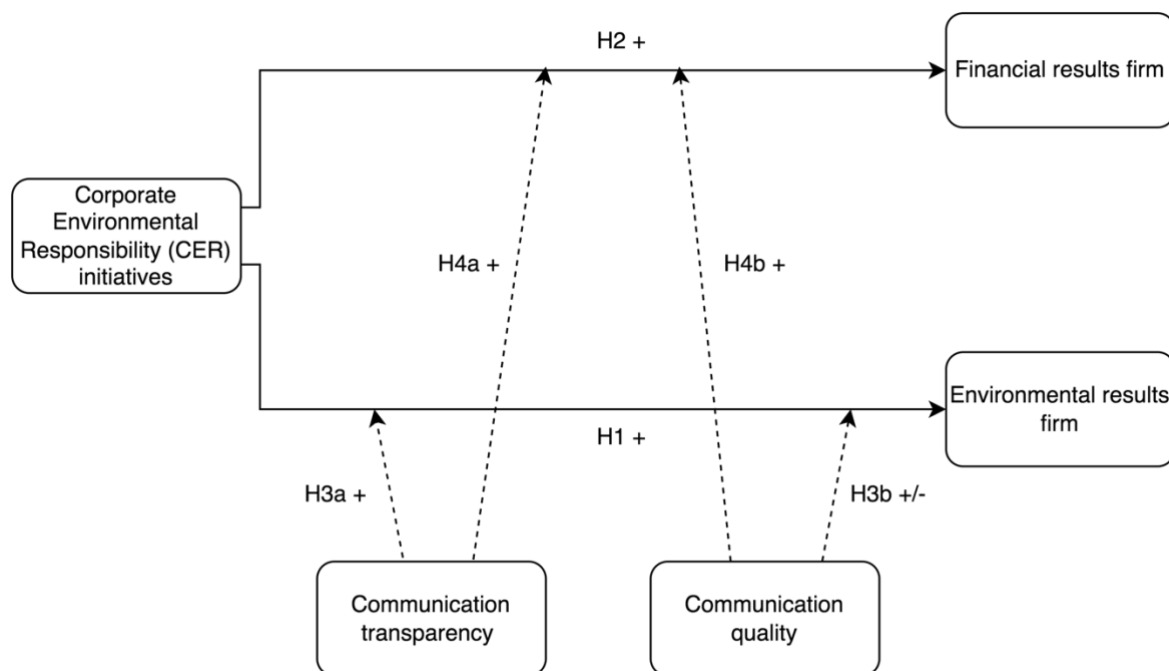 H2 +
Financial results firm
Corporate
Environmental
Responsibility (CER)
initiatives
H4a +
H4b +
Environmental results
firm
H1 +
H3a +
H3b +/-
Communication
transparency
Communication
quality